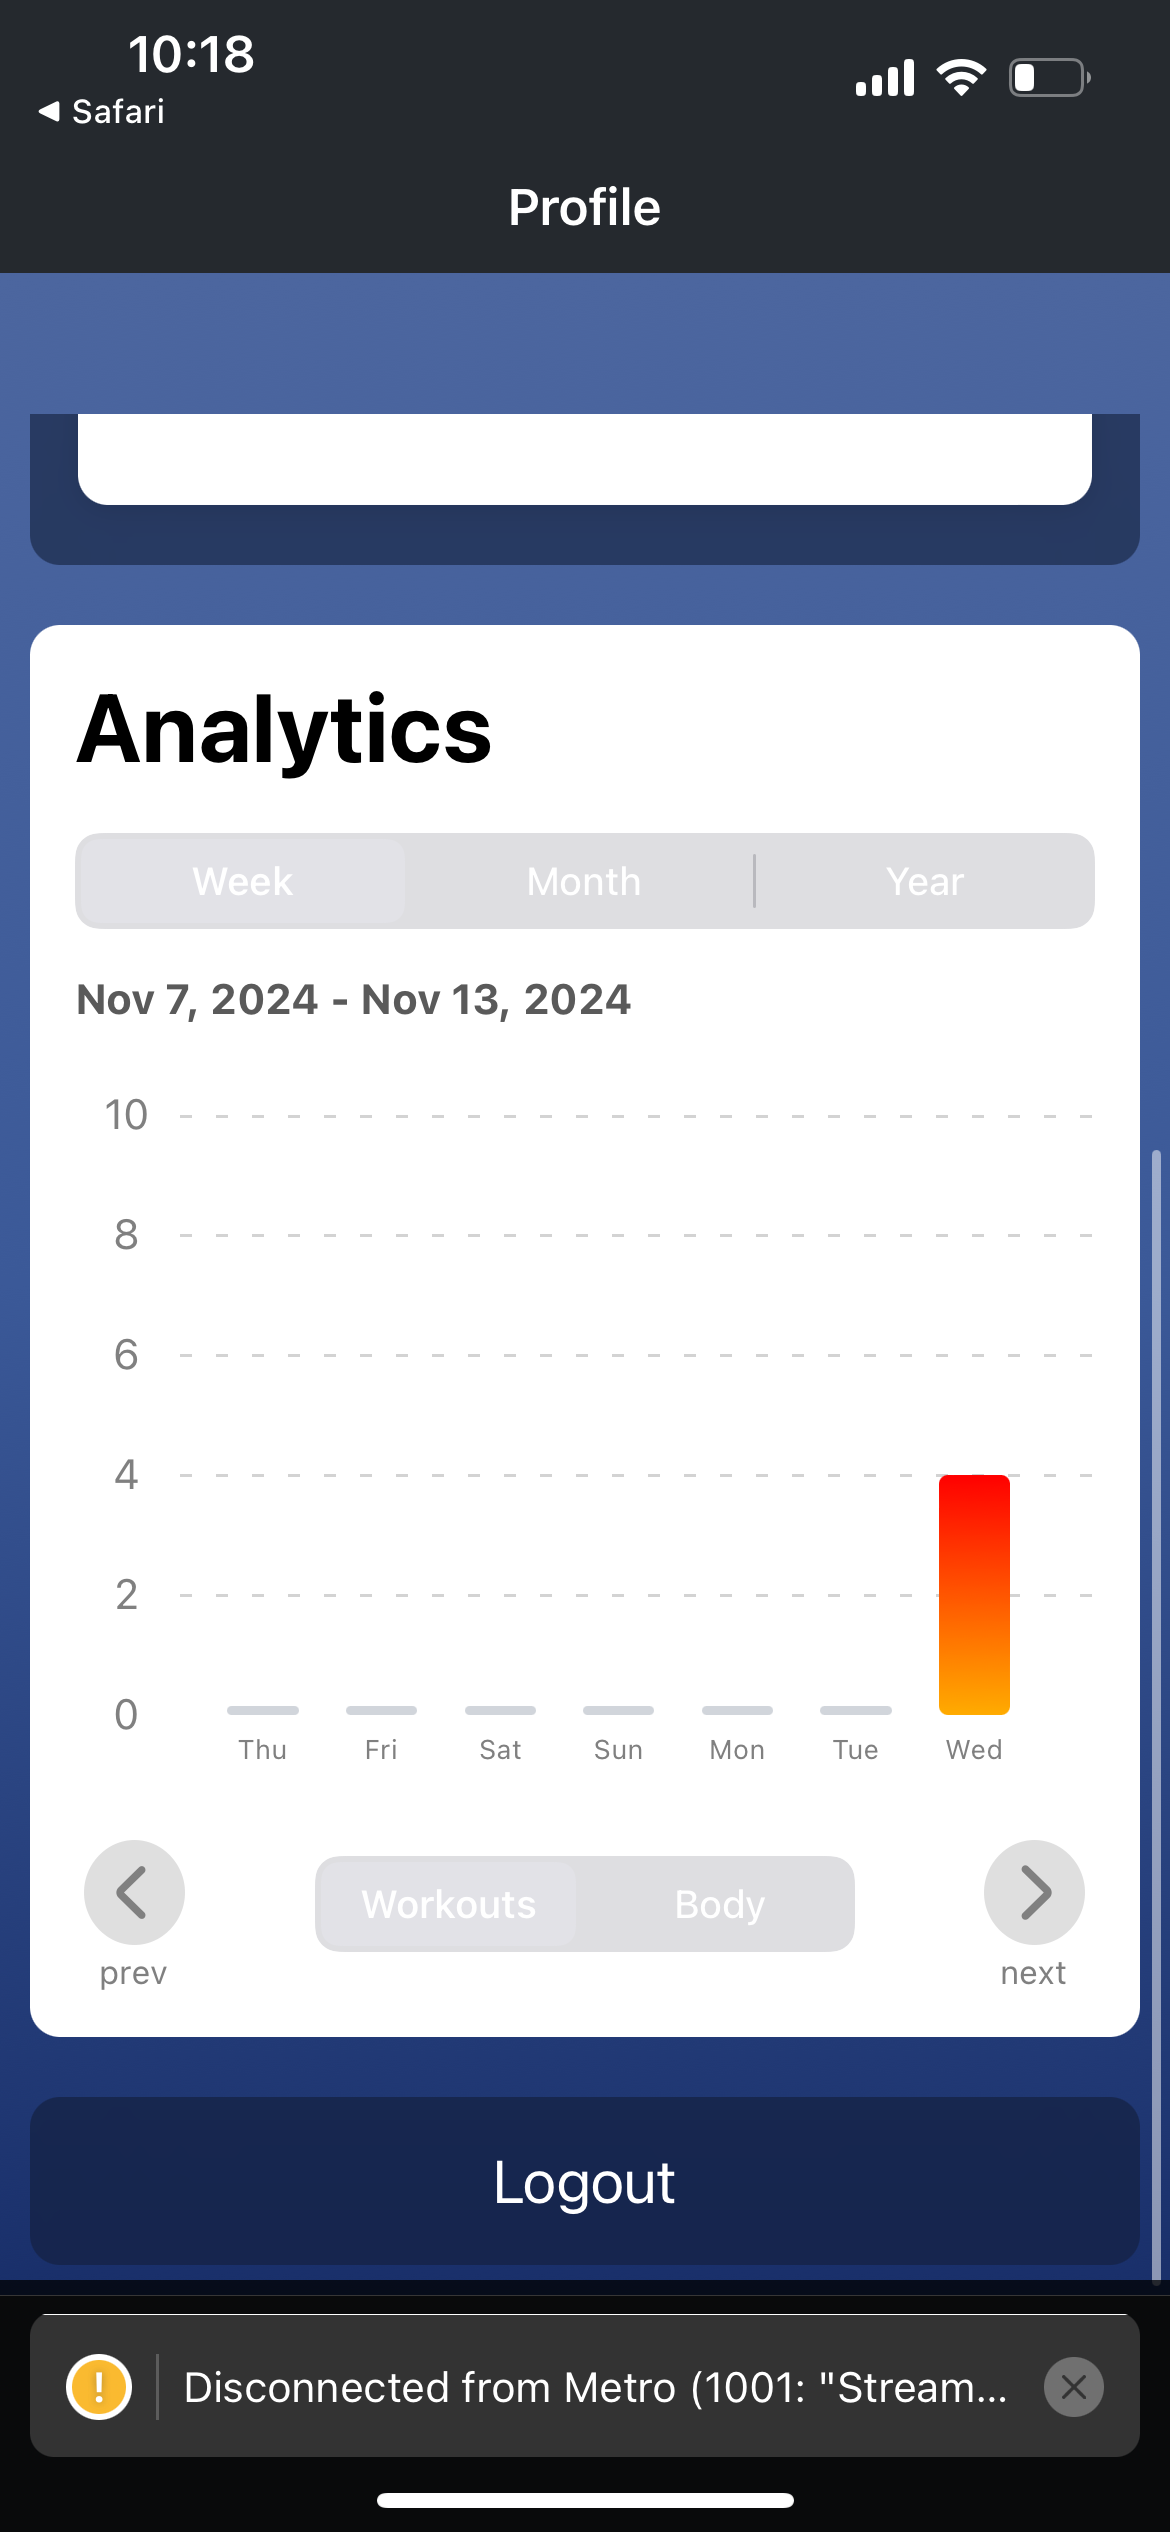 10:18
Safari
Profile
Analytics
Week Month Year
Nov 7, 2024 - Nov 13, 2024
10
8
6
4
2
0
Thu Fri Sat Sun Mon Tue Wed
Workouts Body
prev next
Logout
! Disconnected from Metro (1001: "Stream...